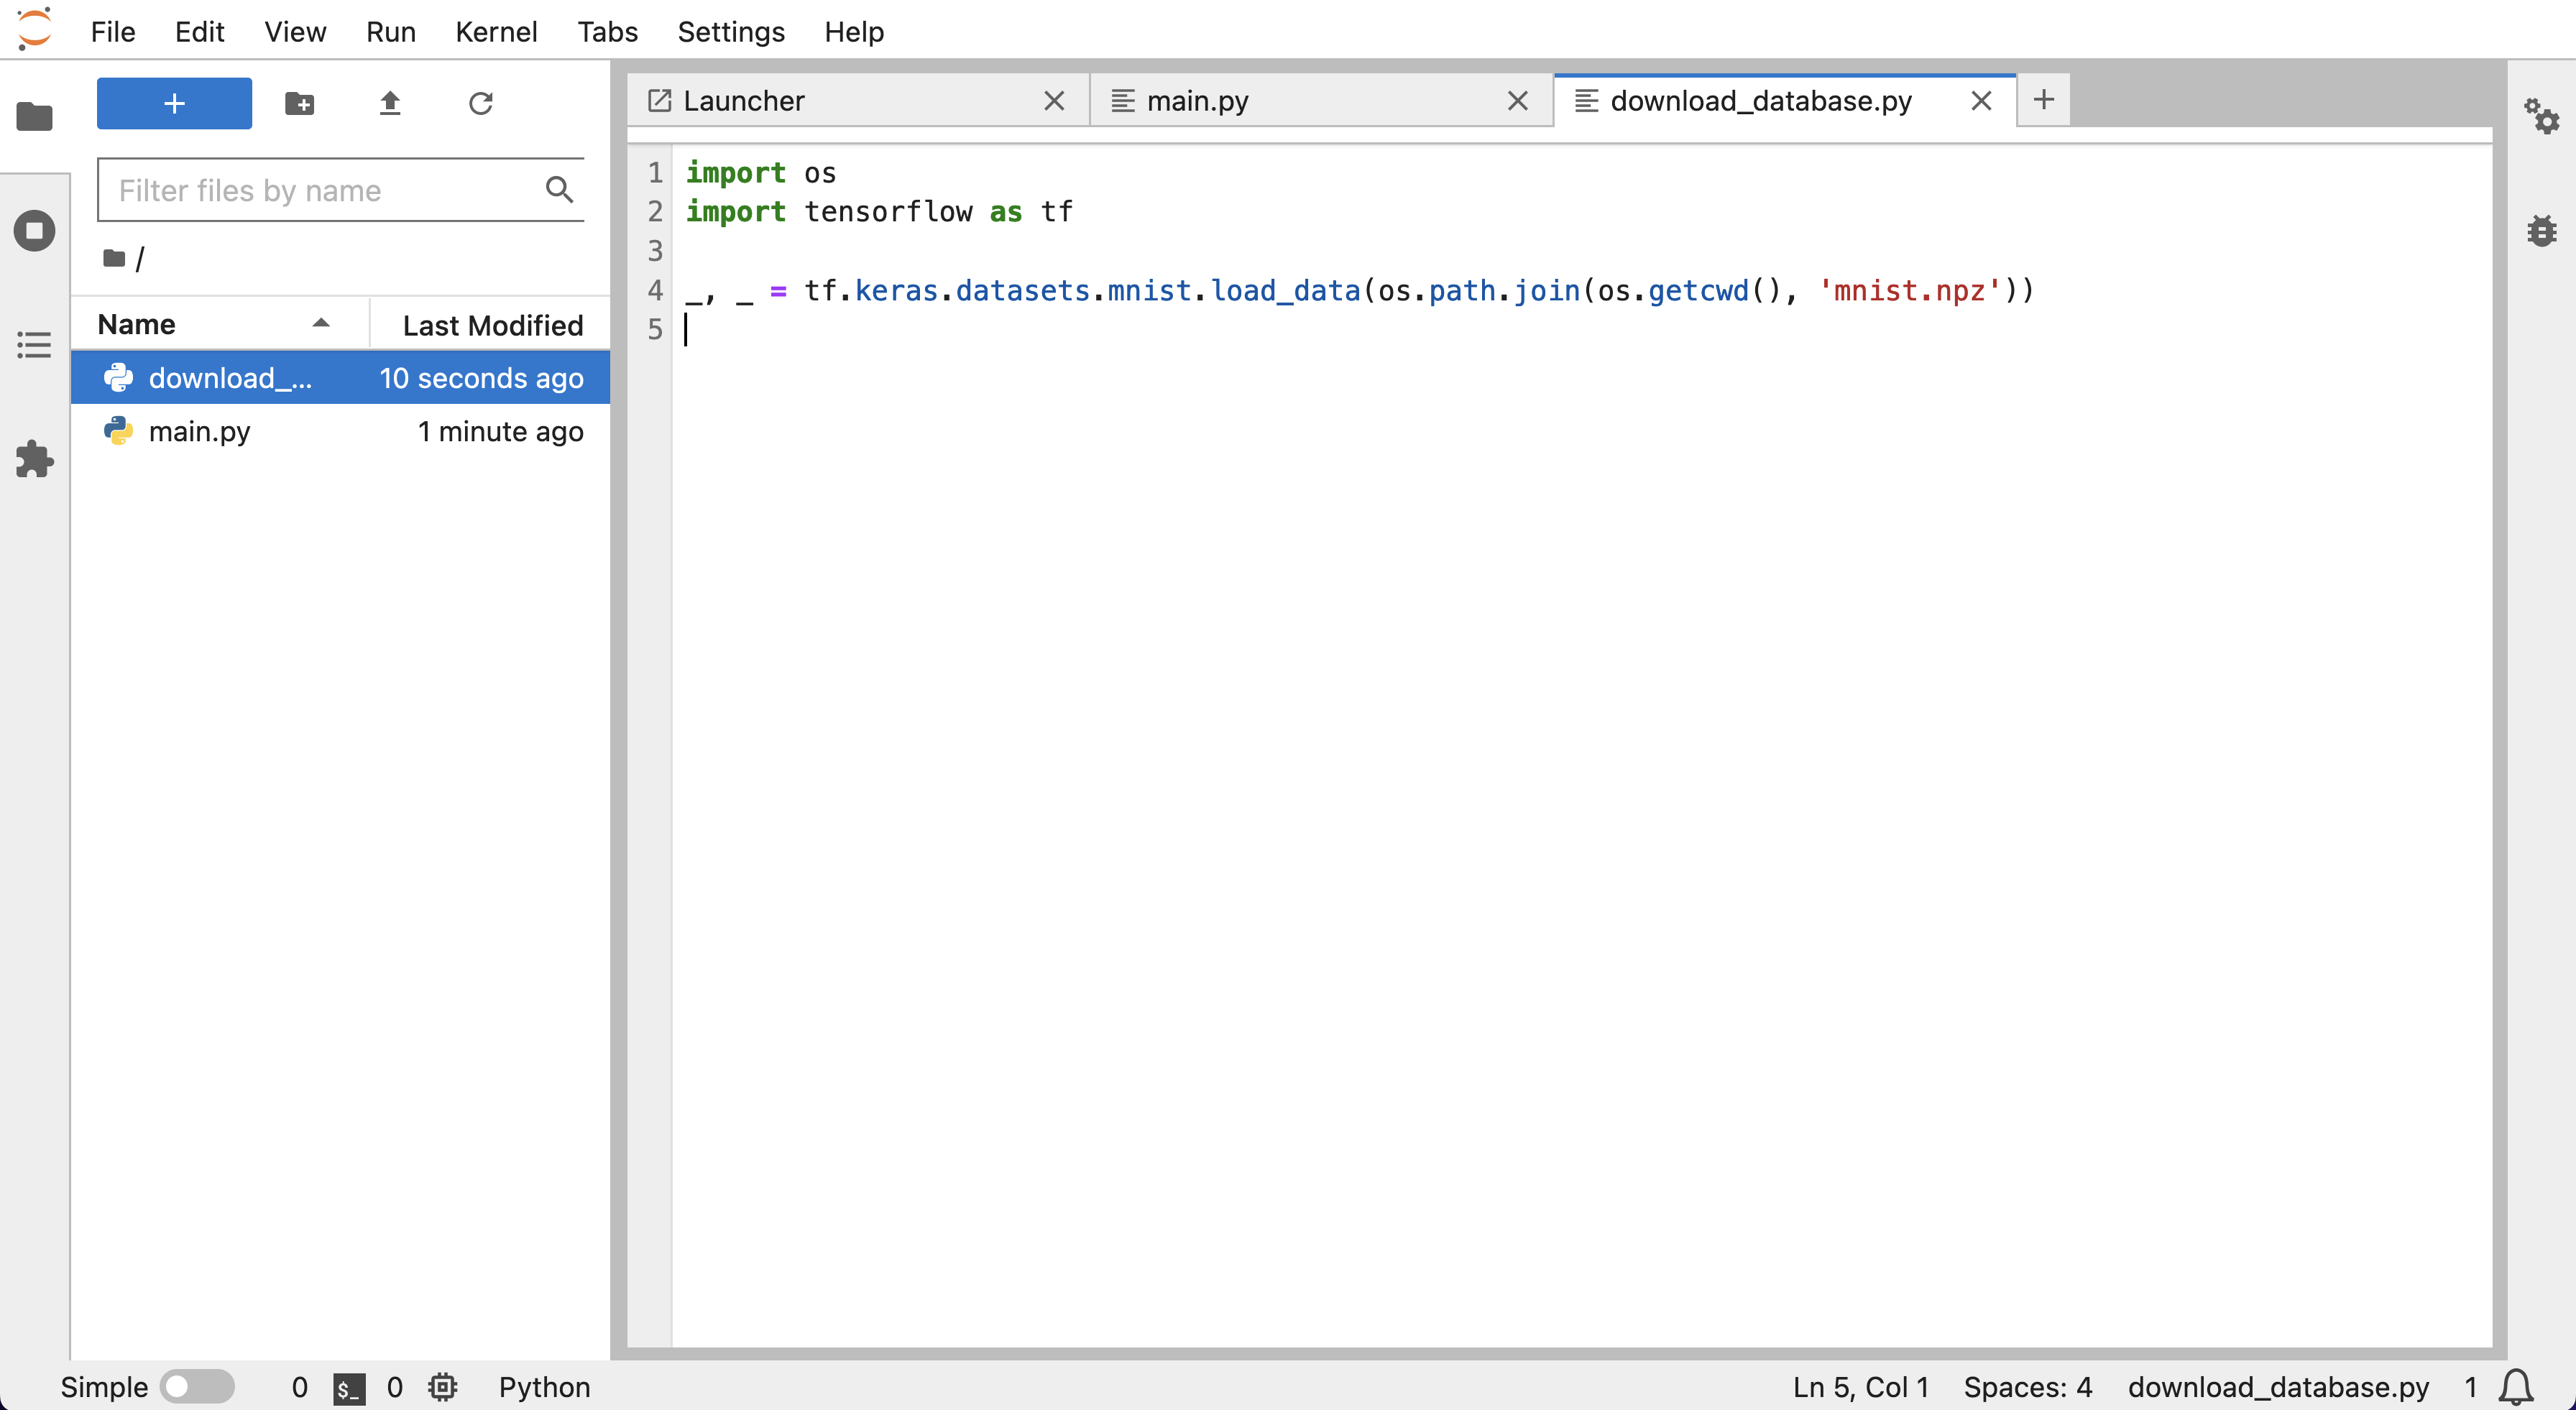 File Edit View Run Kernel Tabs Settings Help
+
Filter files by name
/
Name Last Modified
download_... 10 seconds ago
main.py 1 minute ago
Launcher main.py download_database.py +
1 import os
2 import tensorflow as tf
3
4 _, _ = tf.keras.datasets.mnist.load_data(os.path.join(os.getcwd(), 'mnist.npz'))
5
Simple 0 $_ 0 Python Ln 5, Col 1 Spaces: 4 download_database.py 1